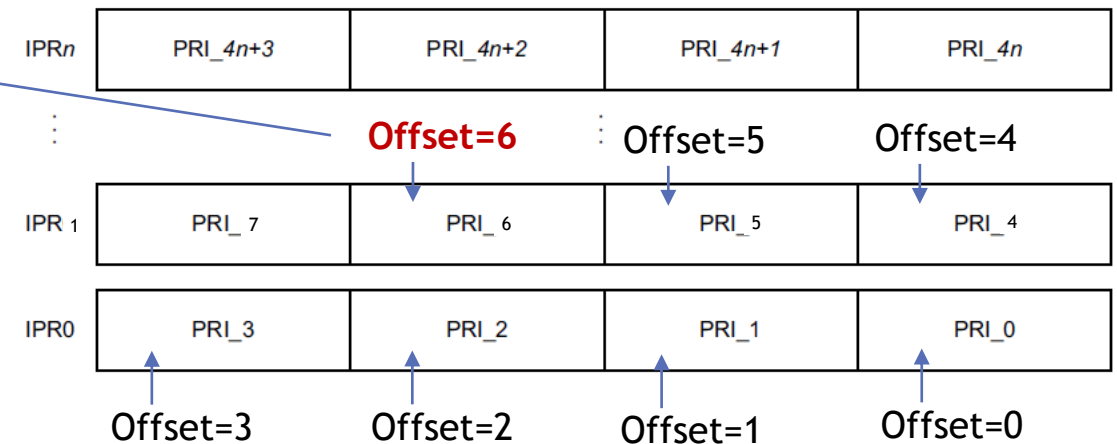 IPRn PRI_4n+3 PRI_4n+2 PRI_4n+1 PRI_4n
⋮ Offset=6 ⋮ Offset=5 Offset=4
IPR 1 PRI_ 7 PRI_ 6 PRI_ 5 PRI_ 4
IPR0 PRI_3 PRI_2 PRI_1 PRI_0
Offset=3 Offset=2 Offset=1 Offset=0